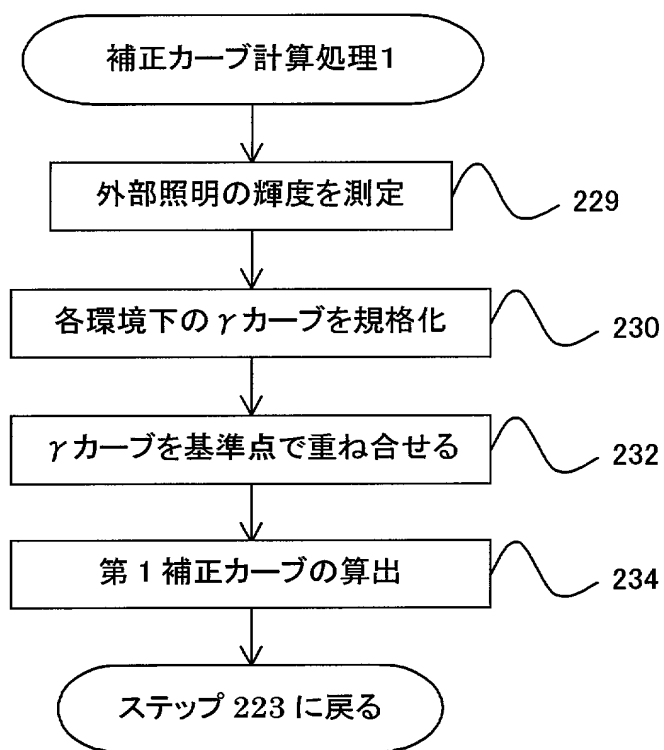 補正カーブ計算処理1
外部照明の輝度を測定
229
各環境下のγカーブを規格化
230
γカーブを基準点で重ね合せる
232
第1補正カーブの算出
234
ステップ223に戻る